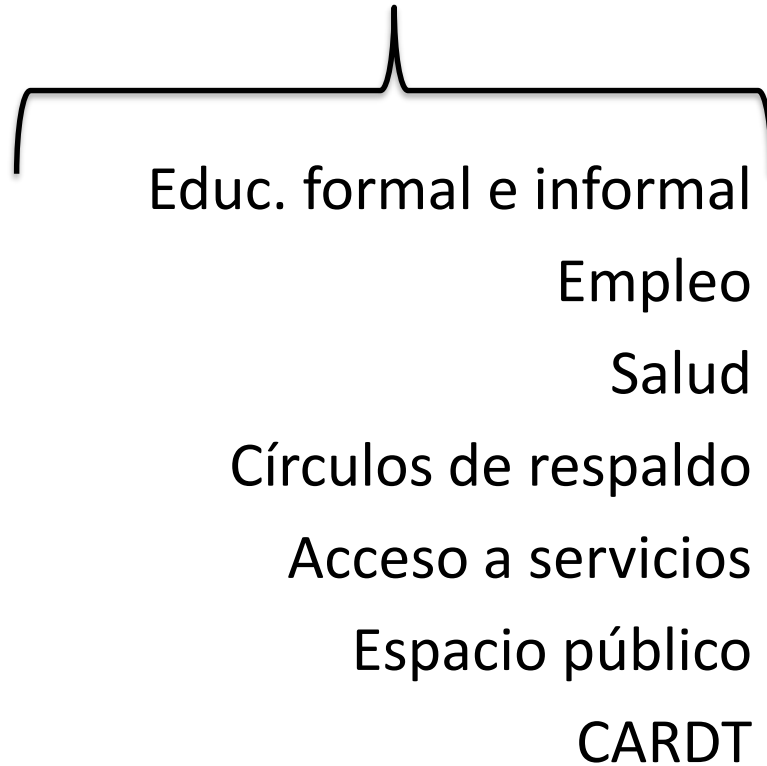 Educ. formal e informal
Empleo
Salud
Círculos de respaldo
Acceso a servicios
Espacio público
CARDT